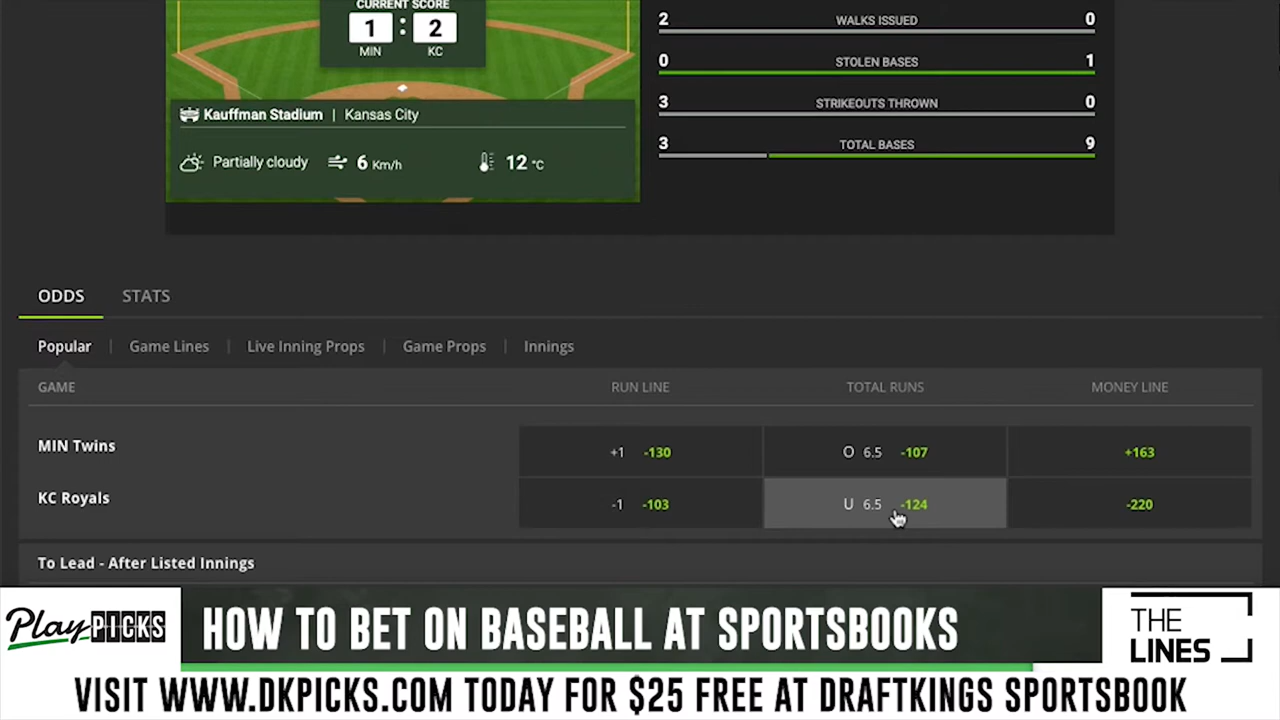 CURRENT SCORE
1 : 2
MIN KC
Kauffman Stadium | Kansas City
Partially cloudy 6 Km/h 12 °C
2 WALKS ISSUED 0
0 STOLEN BASES 1
3 STRIKEOUTS THROWN 0
3 TOTAL BASES 9
ODDS STATS
Popular | Game Lines | Live Inning Props | Game Props | Innings
GAME RUN LINE TOTAL RUNS MONEY LINE
MIN Twins +1 -130 O 6.5 -107 +163
KC Royals -1 -103 U 6.5 -124 -220
To Lead - After Listed Innings
PlayPICKS
HOW TO BET ON BASEBALL AT SPORTSBOOKS
THE
LINES
VISIT WWW.DKPICKS.COM TODAY FOR $25 FREE AT DRAFTKINGS SPORTSBOOK